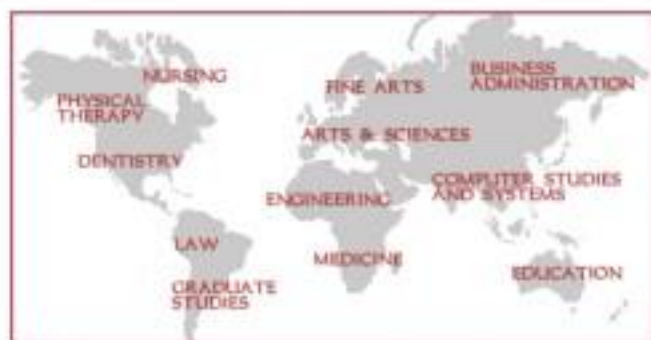 NURSING
FINE ARTS
BUSINESS
ADMINISTRATION
PHYSICAL
THERAPY
ARTS & SCIENCES
DENTISTRY
COMPUTER STUDIES
AND SYSTEMS
ENGINEERING
LAW
MEDICINE
EDUCATION
GRADUATE
STUDIES